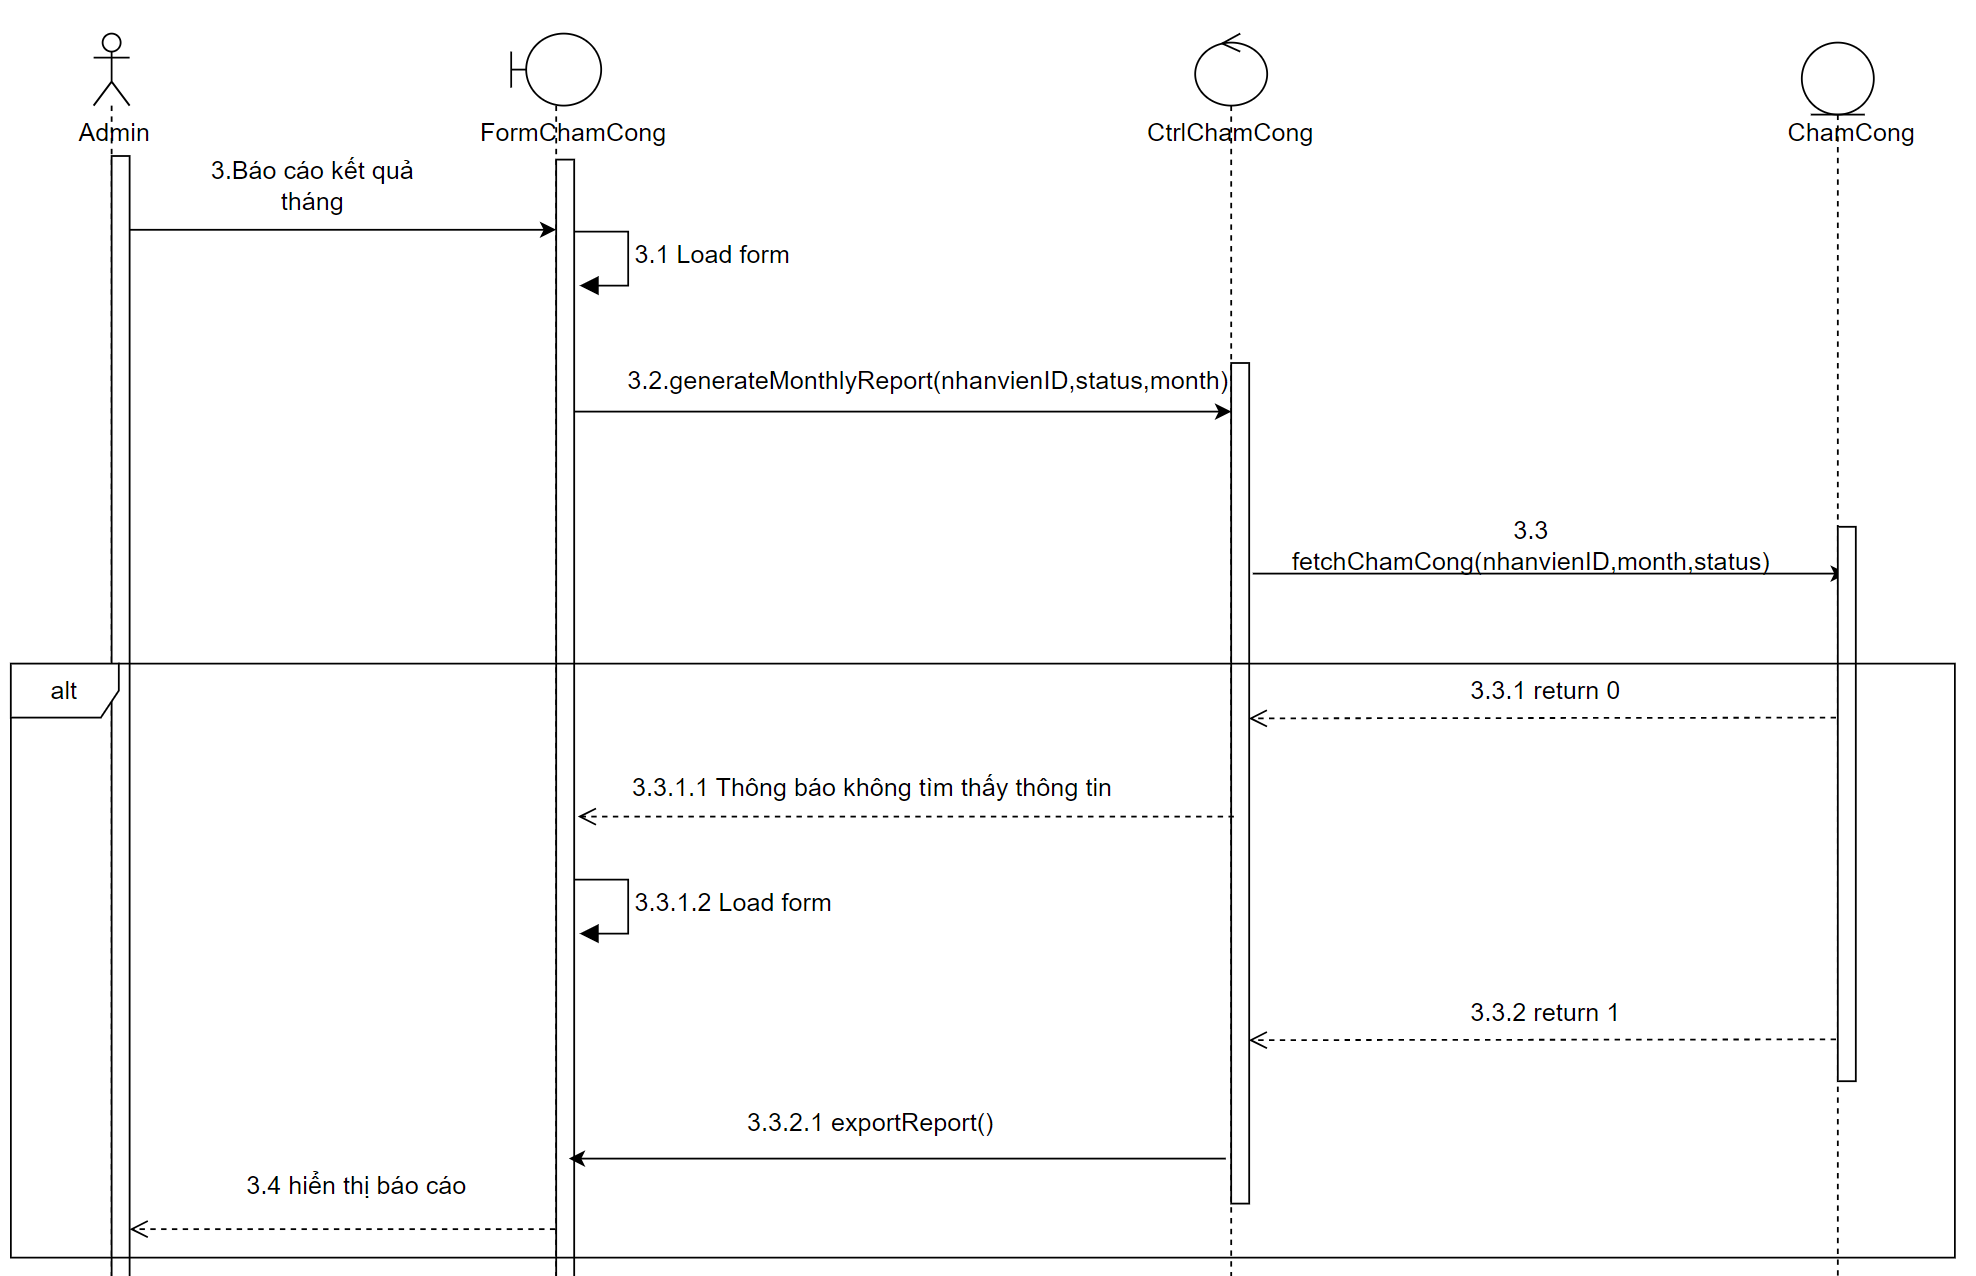 Admin
FormChamCong
CtrlChamCong
ChamCong
3.Báo cáo kết quả
tháng
3.1 Load form
3.2.generateMonthlyReport(nhanvienID,status,month)
3.3
fetchChamCong(nhanvienID,month,status)
alt
3.3.1 return 0
3.3.1.1 Thông báo không tìm thấy thông tin
3.3.1.2 Load form
3.3.2 return 1
3.3.2.1 exportReport()
3.4 hiển thị báo cáo